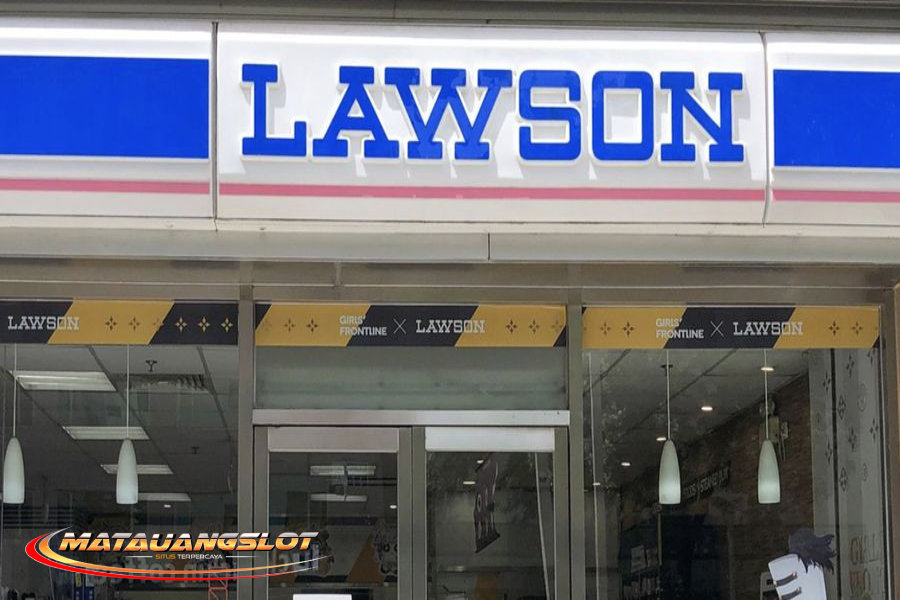 LAWSON
LAWSON
GIRLS'
FRONTLINE
LAWSON
GIRLS'
FRONTLINE
LAWSON
MATAUANGSLOT
SITUS TERPERCAYA